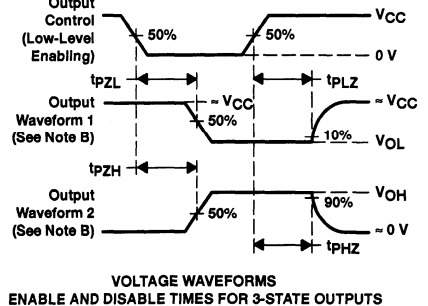 Output
Control
(Low-Level
Enabling)
50%
50%
VCC
0 V
tPZL
tPLZ
Output
Waveform 1
(See Note B)
≈ VCC
50%
≈ VCC
10%
VOL
tPZH
Output
Waveform 2
(See Note B)
50%
VOH
90%
≈ 0 V
tPHZ
VOLTAGE WAVEFORMS
ENABLE AND DISABLE TIMES FOR 3-STATE OUTPUTS